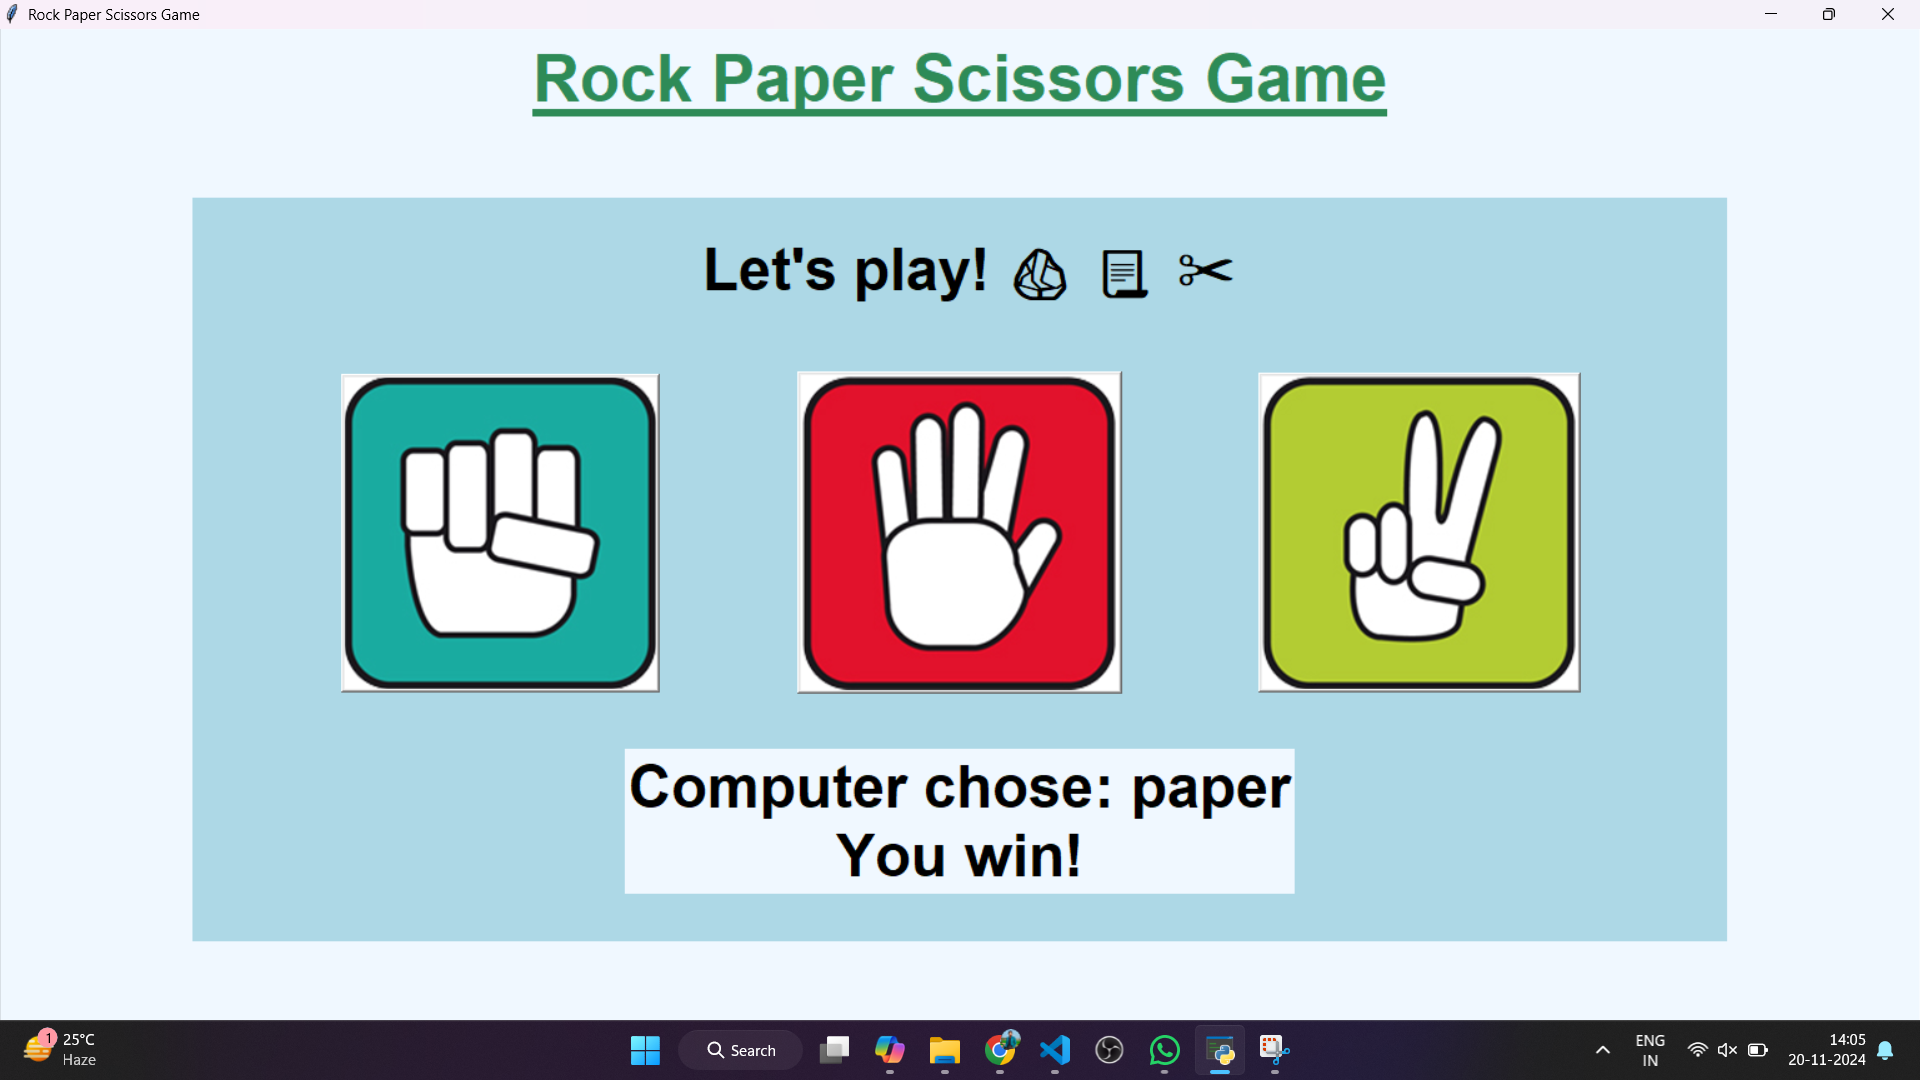 Rock Paper Scissors Game
Rock Paper Scissors Game
Let's play!
Computer chose: paper
You win!
1
25°C
Haze
Search
ENG
IN
14:05
20-11-2024